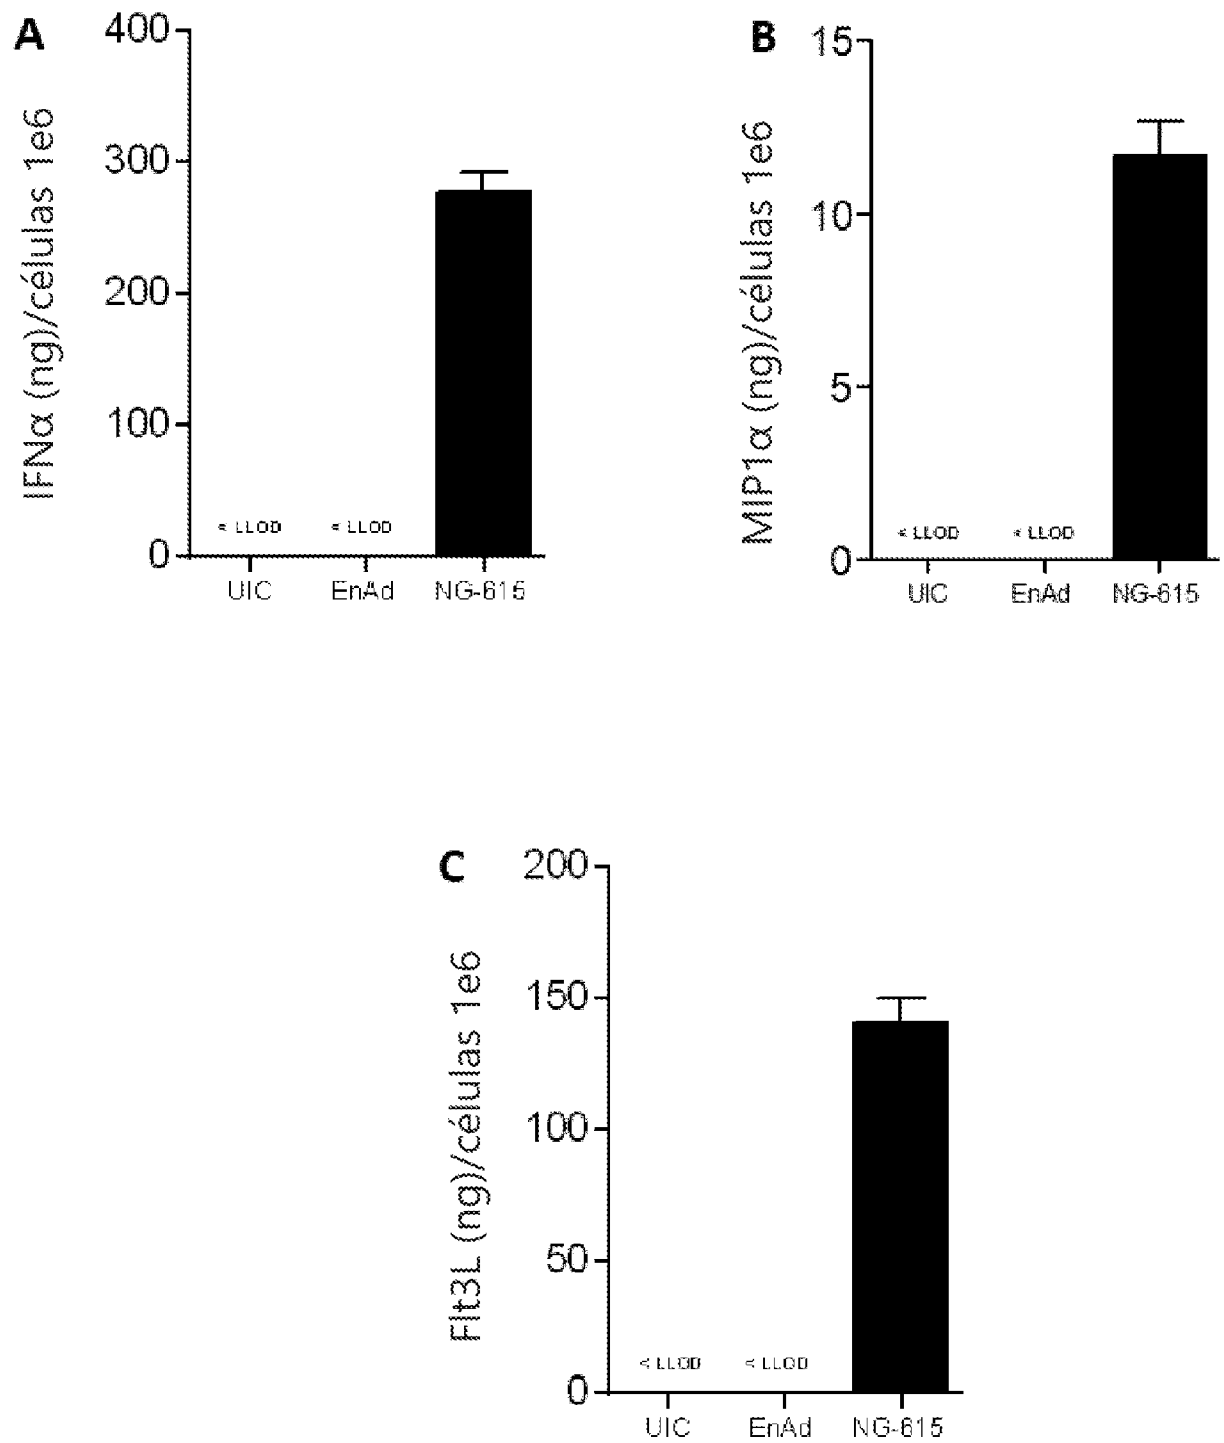 A
IFNα (ng)/células 1e6
400
300
200
100
0
< LLOD
< LLOD
UIC
EnAd
NG-615
B
MIP1α (ng)/células 1e6
15
10
5
0
< LLOD
< LLOD
UIC
EnAd
NG-615
C
Flt3L (ng)/células 1e6
200
150
100
50
0
< LLOD
< LLOD
UIC
EnAd
NG-615